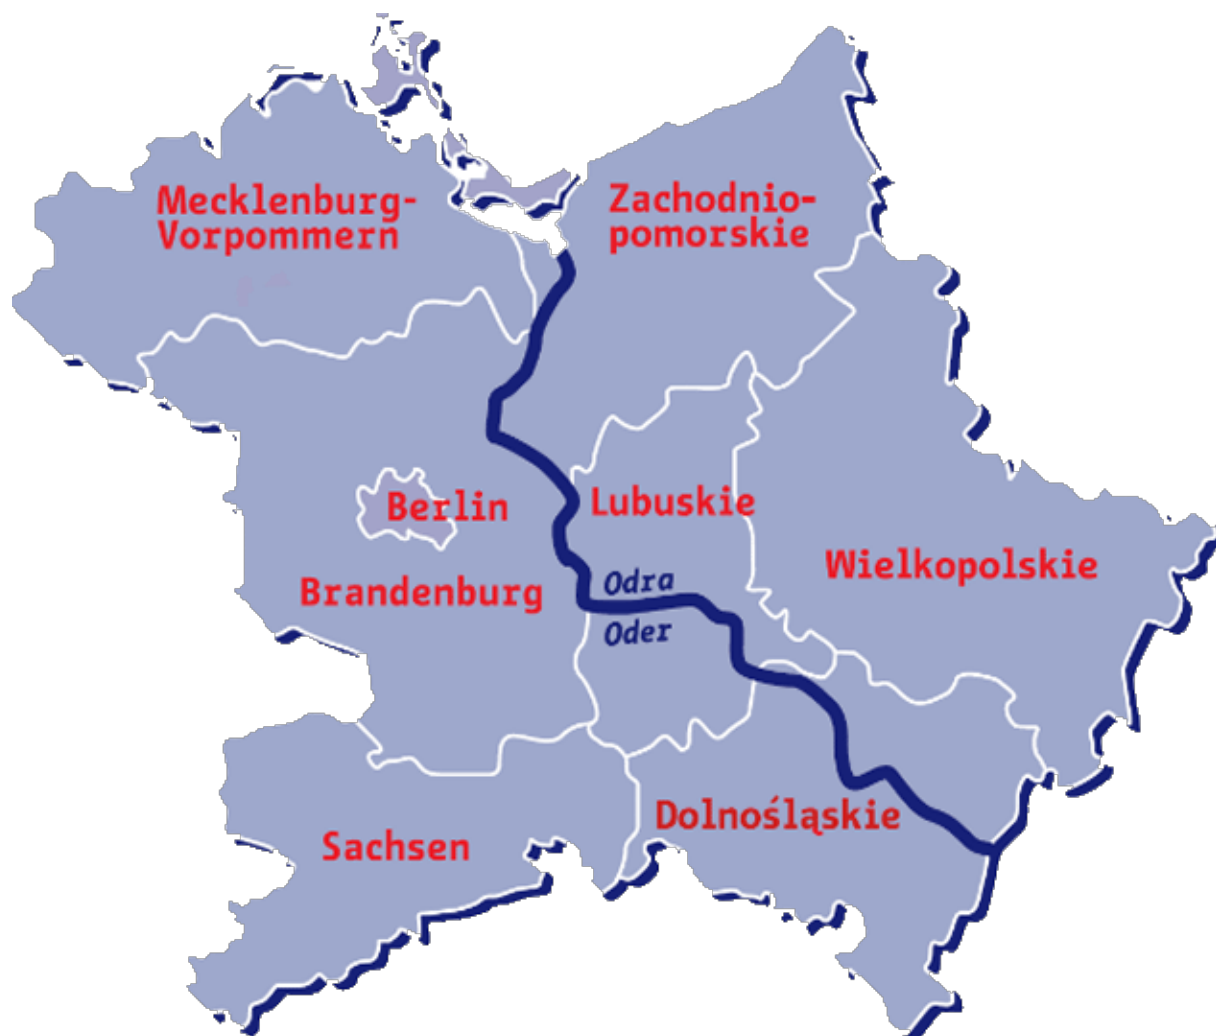 Mecklenburg-
Vorpommern
Zachodnio-
pomorskie
Berlin
Lubuskie
Wielkopolskie
Brandenburg
Odra
Oder
Dolnośląskie
Sachsen